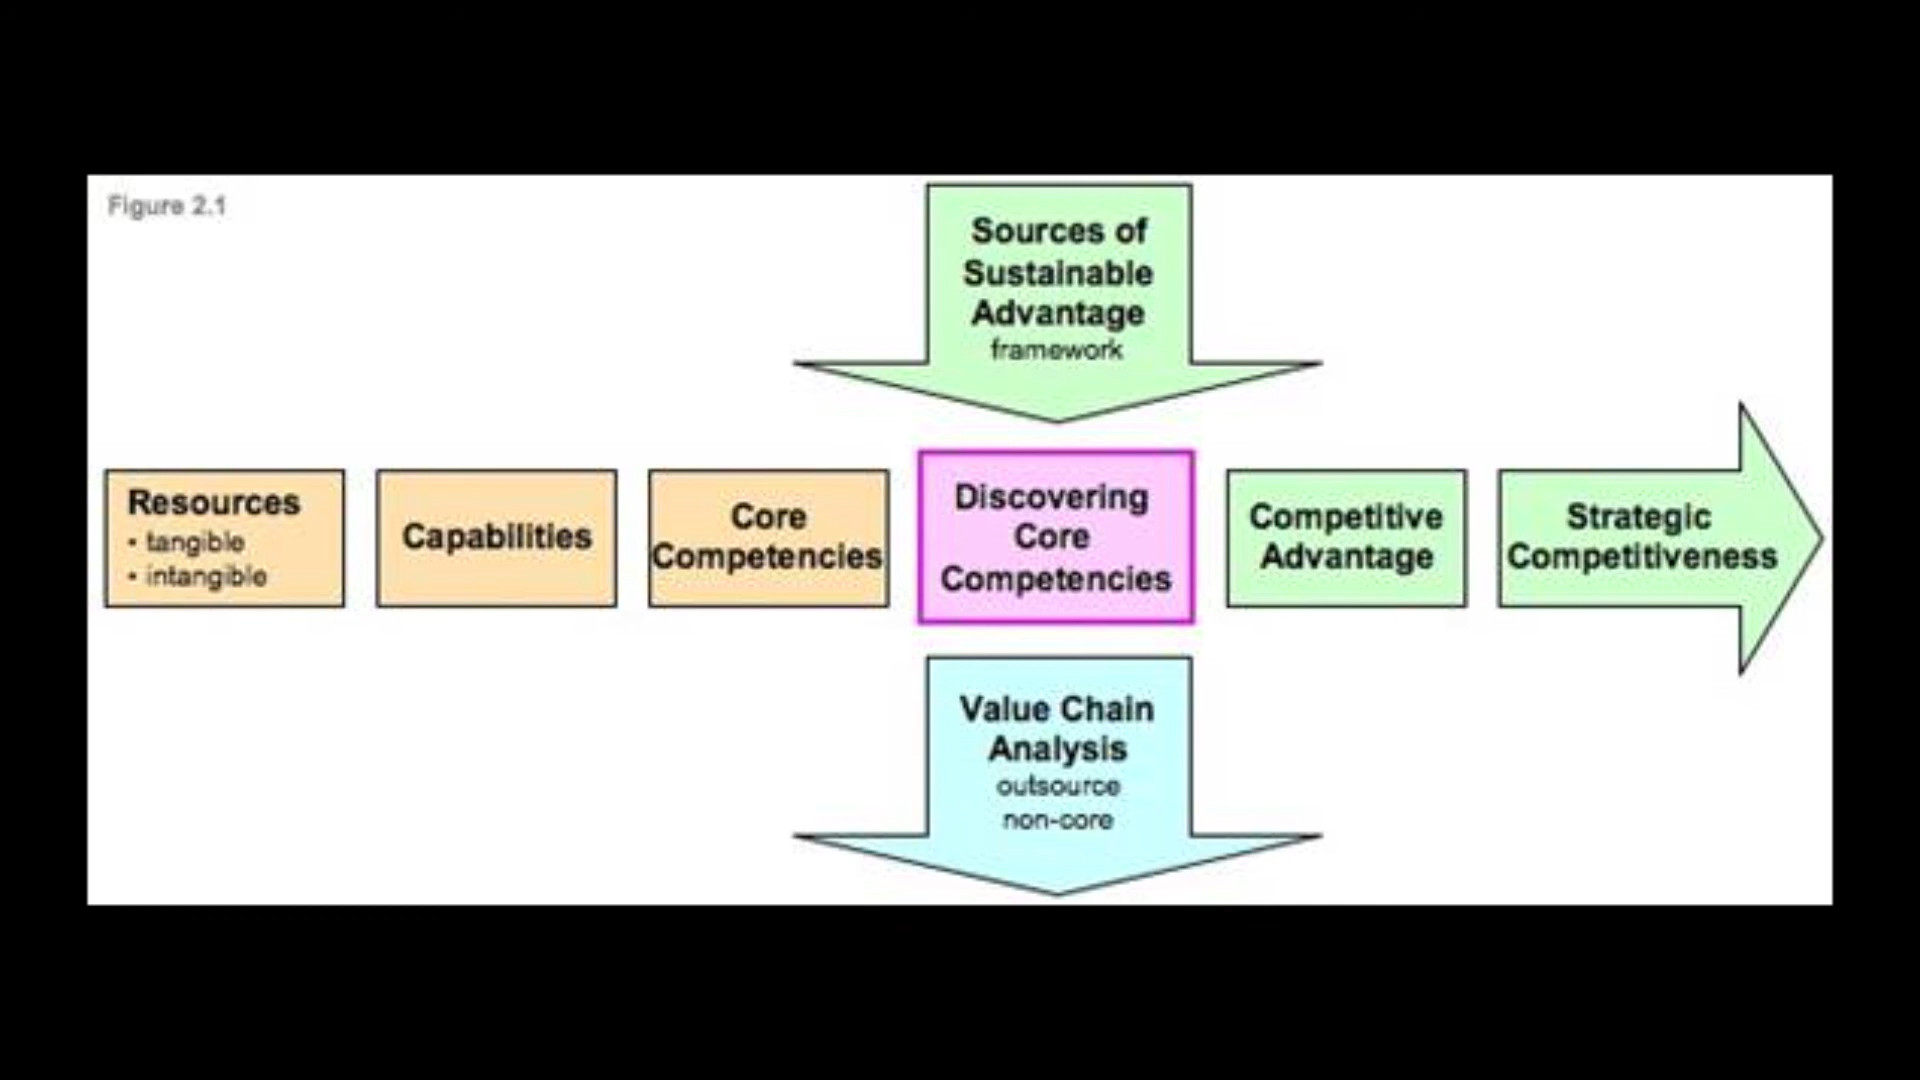 Figure 2.1
Sources of
Sustainable
Advantage
framework
Resources
• tangible
• intangible
Capabilities
Core
Competencies
Discovering
Core
Competencies
Competitive
Advantage
Strategic
Competitiveness
Value Chain
Analysis
outsource
non-core